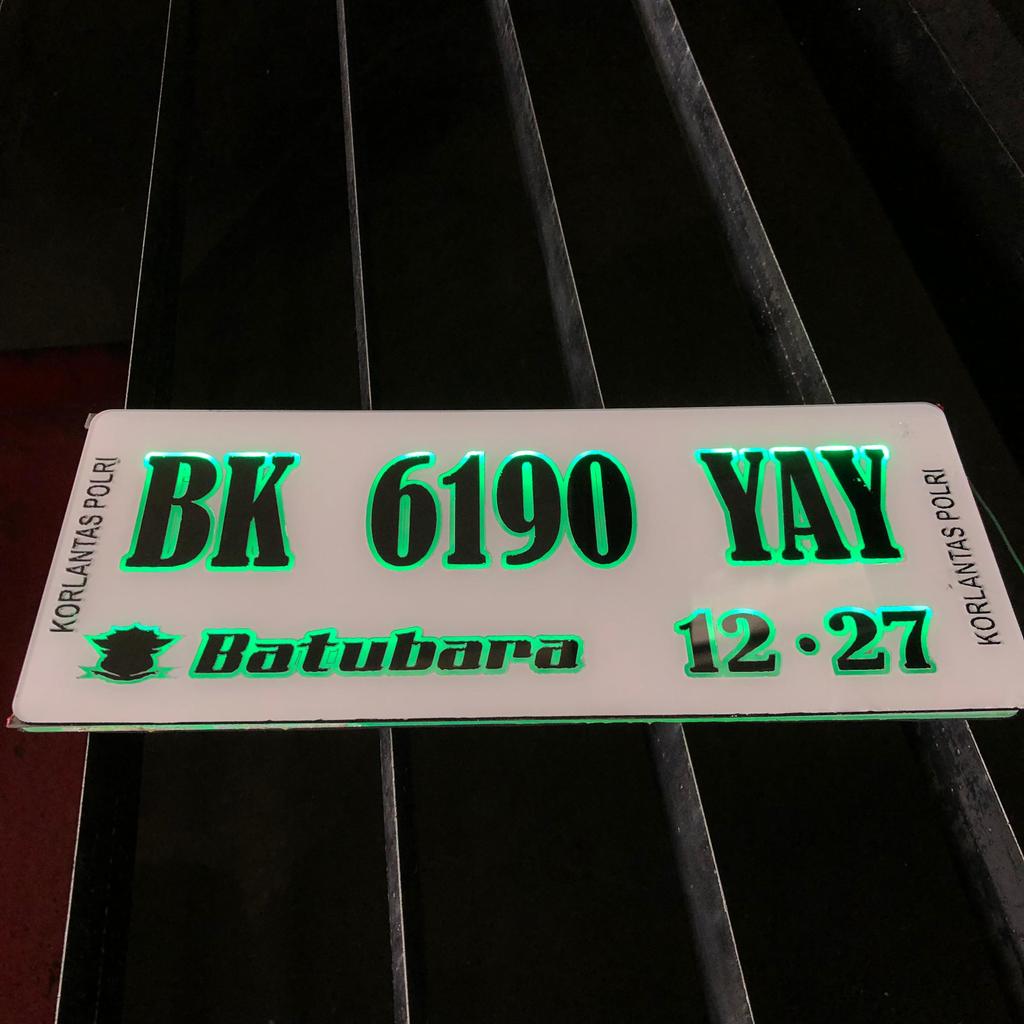 BK 6190 YAY
KORLANTAS POLRI
KORLANTAS POLRI
Batubara 12 · 27